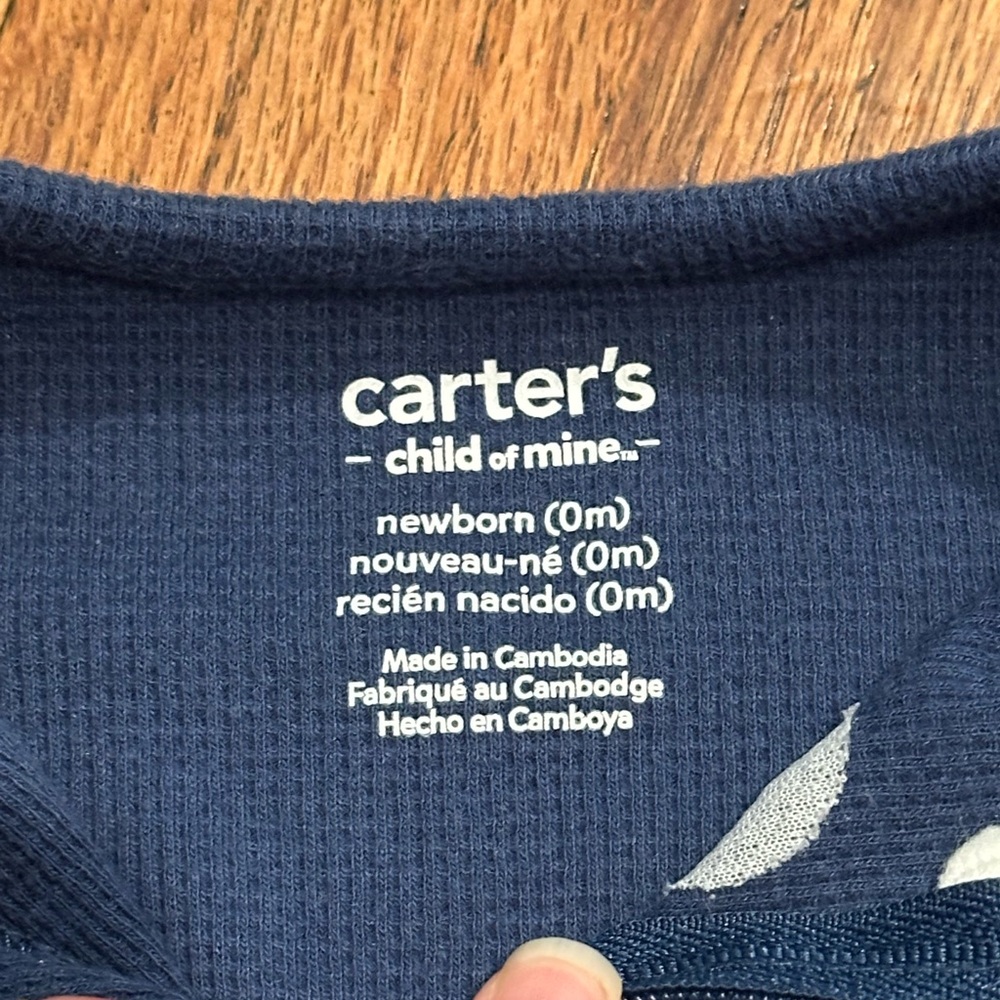 carter's
- child of mine™ -
newborn (0m)
nouveau-né (0m)
recién nacido (0m)
Made in Cambodia
Fabriqué au Cambodge
Hecho en Camboya